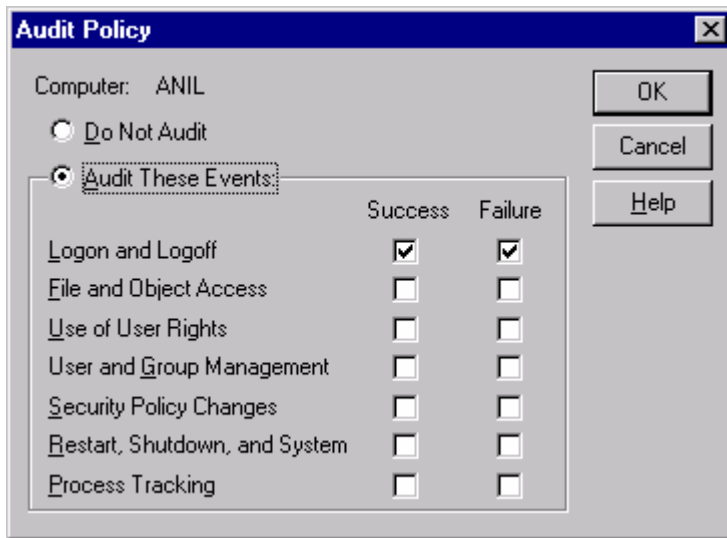 Audit Policy
Computer: ANIL
OK
Do Not Audit
Cancel
Audit These Events:
Help
Success Failure
Logon and Logoff
File and Object Access
Use of User Rights
User and Group Management
Security Policy Changes
Restart, Shutdown, and System
Process Tracking